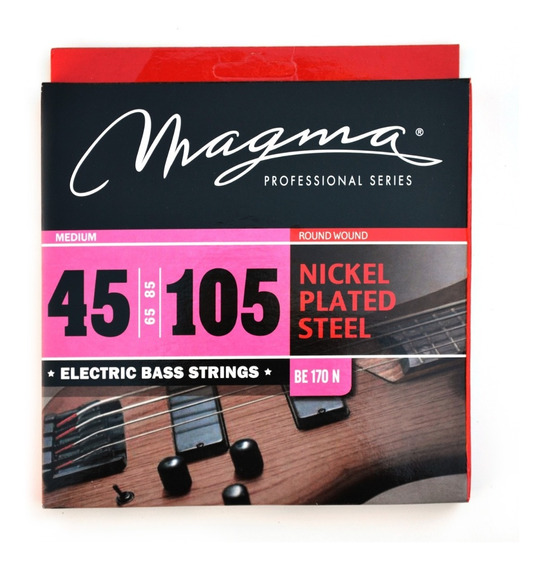 Magma®
PROFESSIONAL SERIES
MEDIUM
ROUND WOUND
45 65 85 105
NICKEL
PLATED
STEEL
★ ELECTRIC BASS STRINGS ★
BE 170 N